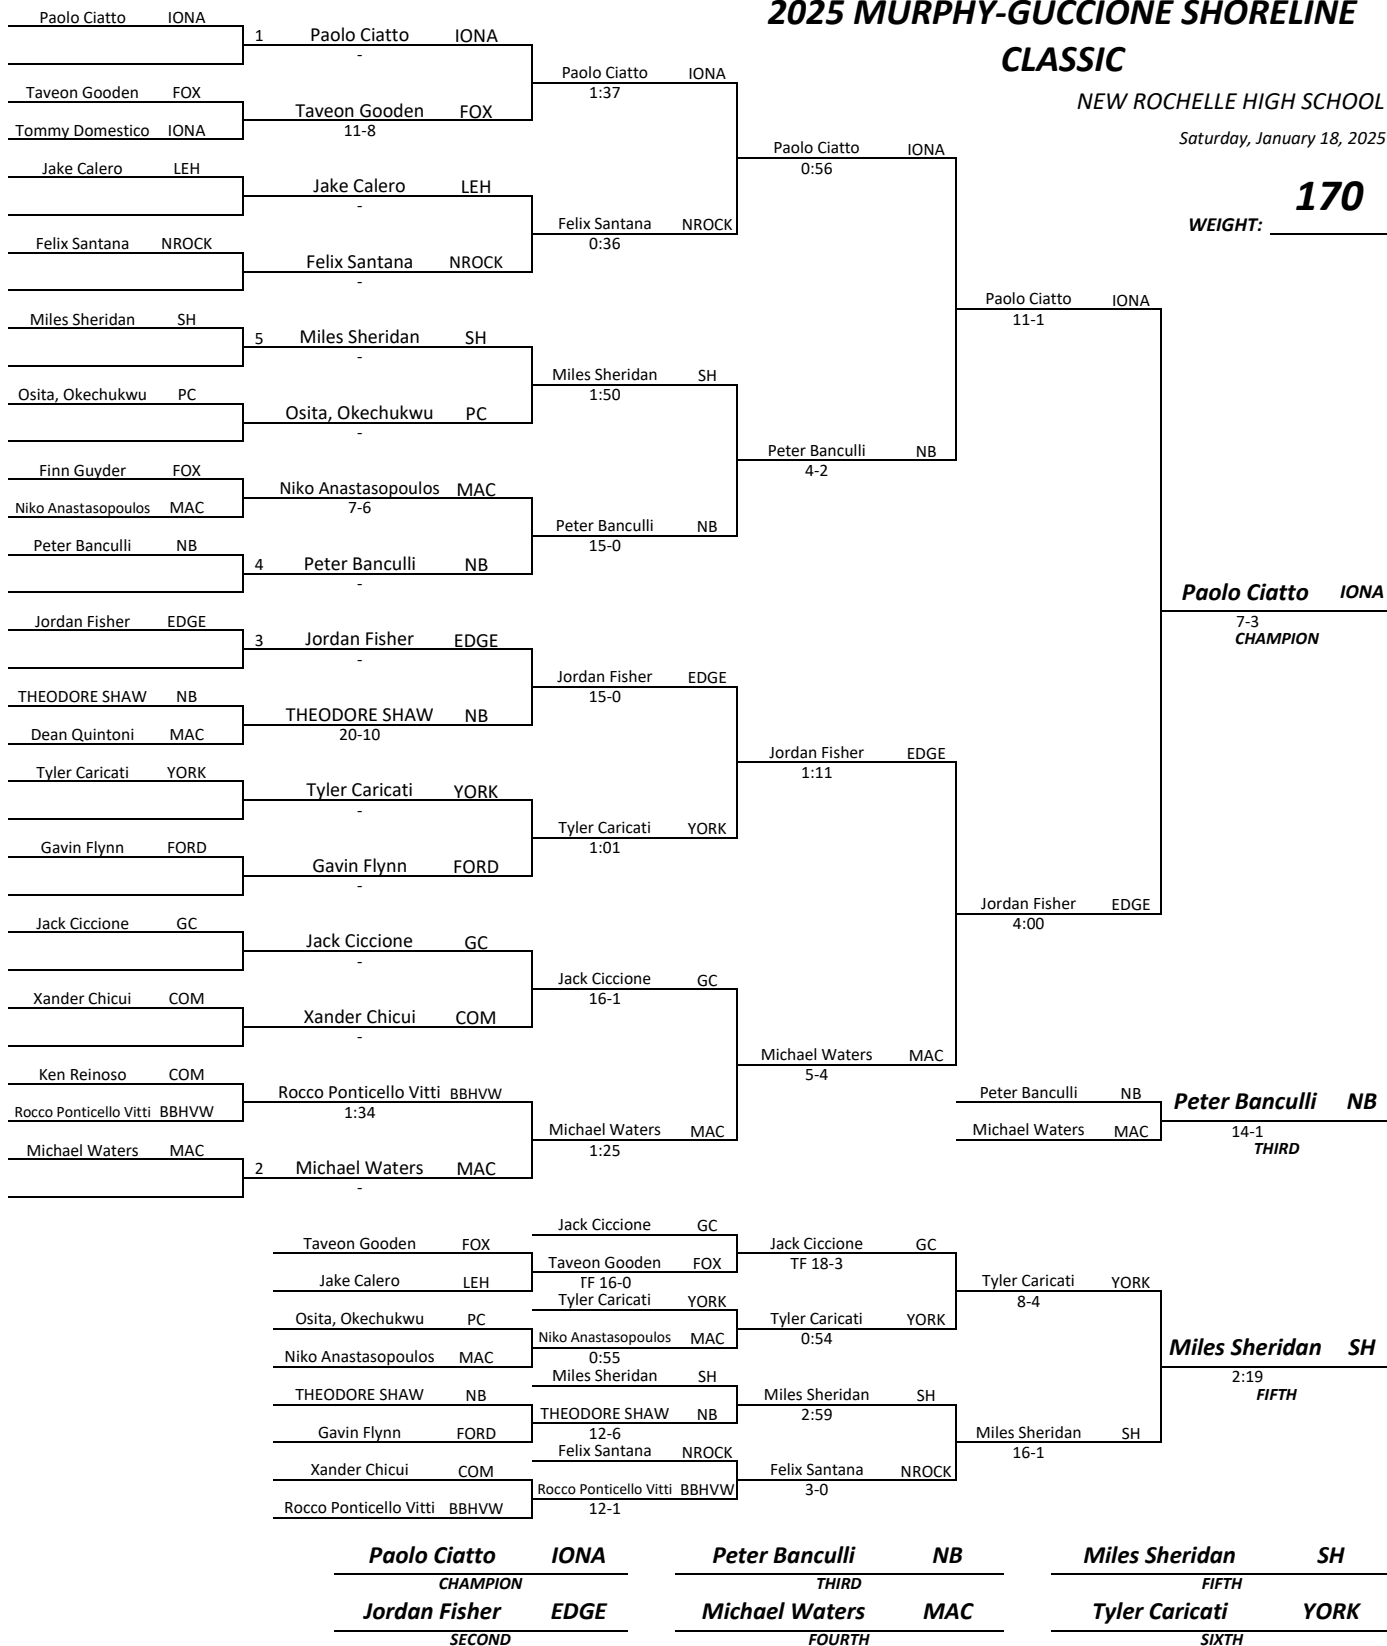 2025 MURPHY-GUCCIONE SHORELINE
CLASSIC
NEW ROCHELLE HIGH SCHOOL
Saturday, January 18, 2025
WEIGHT: 170
Paolo Ciatto IONA
1 Paolo Ciatto IONA
-
Paolo Ciatto IONA
1:37
Taveon Gooden FOX
Taveon Gooden FOX
11-8
Tommy Domestico IONA
Paolo Ciatto IONA
0:56
Jake Calero LEH
Jake Calero LEH
-
Felix Santana NROCK
0:36
Felix Santana NROCK
Felix Santana NROCK
-
Paolo Ciatto IONA
11-1
Miles Sheridan SH
5 Miles Sheridan SH
-
Miles Sheridan SH
1:50
Osita, Okechukwu PC
Osita, Okechukwu PC
-
Peter Banculli NB
4-2
Finn Guyder FOX
Niko Anastasopoulos MAC
7-6
Niko Anastasopoulos MAC
Peter Banculli NB
15-0
Peter Banculli NB
4 Peter Banculli NB
-
Paolo Ciatto IONA
7-3
CHAMPION
Jordan Fisher EDGE
3 Jordan Fisher EDGE
-
Jordan Fisher EDGE
15-0
THEODORE SHAW NB
THEODORE SHAW NB
20-10
Dean Quintoni MAC
Jordan Fisher EDGE
1:11
Tyler Caricati YORK
Tyler Caricati YORK
-
Tyler Caricati YORK
1:01
Gavin Flynn FORD
Gavin Flynn FORD
-
Jordan Fisher EDGE
4:00
Jack Ciccione GC
Jack Ciccione GC
-
Jack Ciccione GC
16-1
Xander Chicui COM
Xander Chicui COM
-
Michael Waters MAC
5-4
Ken Reinoso COM
Rocco Ponticello Vitti BBHVW
1:34
Rocco Ponticello Vitti BBHVW
Michael Waters MAC
1:25
Michael Waters MAC
2 Michael Waters MAC
-
Peter Banculli NB
Peter Banculli NB
14-1
THIRD
Michael Waters MAC
Jack Ciccione GC
Taveon Gooden FOX
Jack Ciccione GC
TF 18-3
Taveon Gooden FOX
TF 16-0
Jake Calero LEH
Tyler Caricati YORK
8-4
Tyler Caricati YORK
Osita, Okechukwu PC
Tyler Caricati YORK
0:54
Niko Anastasopoulos MAC
0:55
Niko Anastasopoulos MAC
Miles Sheridan SH
2:19
FIFTH
Miles Sheridan SH
THEODORE SHAW NB
Miles Sheridan SH
2:59
THEODORE SHAW NB
12-6
Gavin Flynn FORD
Miles Sheridan SH
16-1
Felix Santana NROCK
Xander Chicui COM
Felix Santana NROCK
3-0
Rocco Ponticello Vitti BBHVW
12-1
Rocco Ponticello Vitti BBHVW
Paolo Ciatto IONA Peter Banculli NB Miles Sheridan SH
CHAMPION THIRD FIFTH
Jordan Fisher EDGE Michael Waters MAC Tyler Caricati YORK
SECOND FOURTH SIXTH